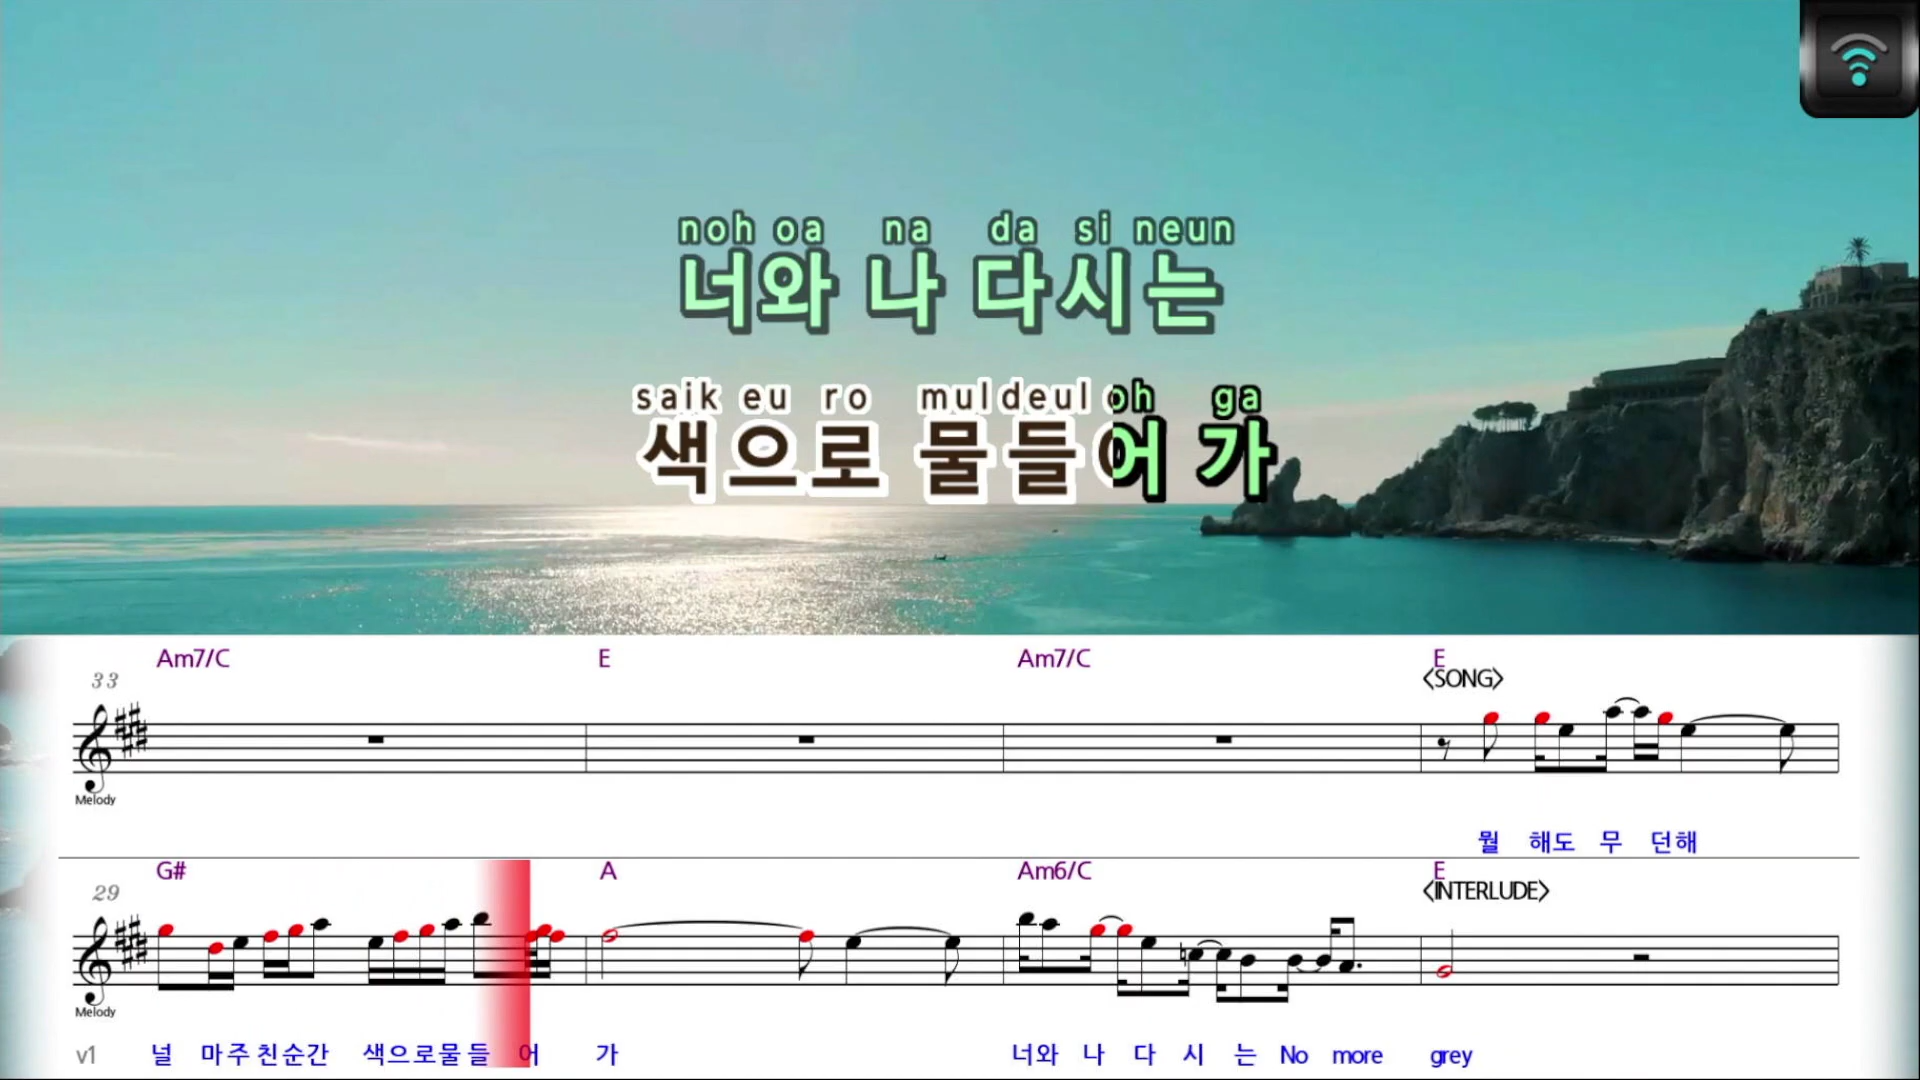 noh oa na da si neun
너와 나 다시는
saik eu ro mul deul oh ga
색으로 물들어 가
Am7/C E Am7/C E
33 <SONG>
Melody
뭘 해도 무 던해
G# A Am6/C E
29 <INTERLUDE>
Melody
v1 널 마주친순간 색으로물들 어 가 너와 나 다 시 는 No more grey